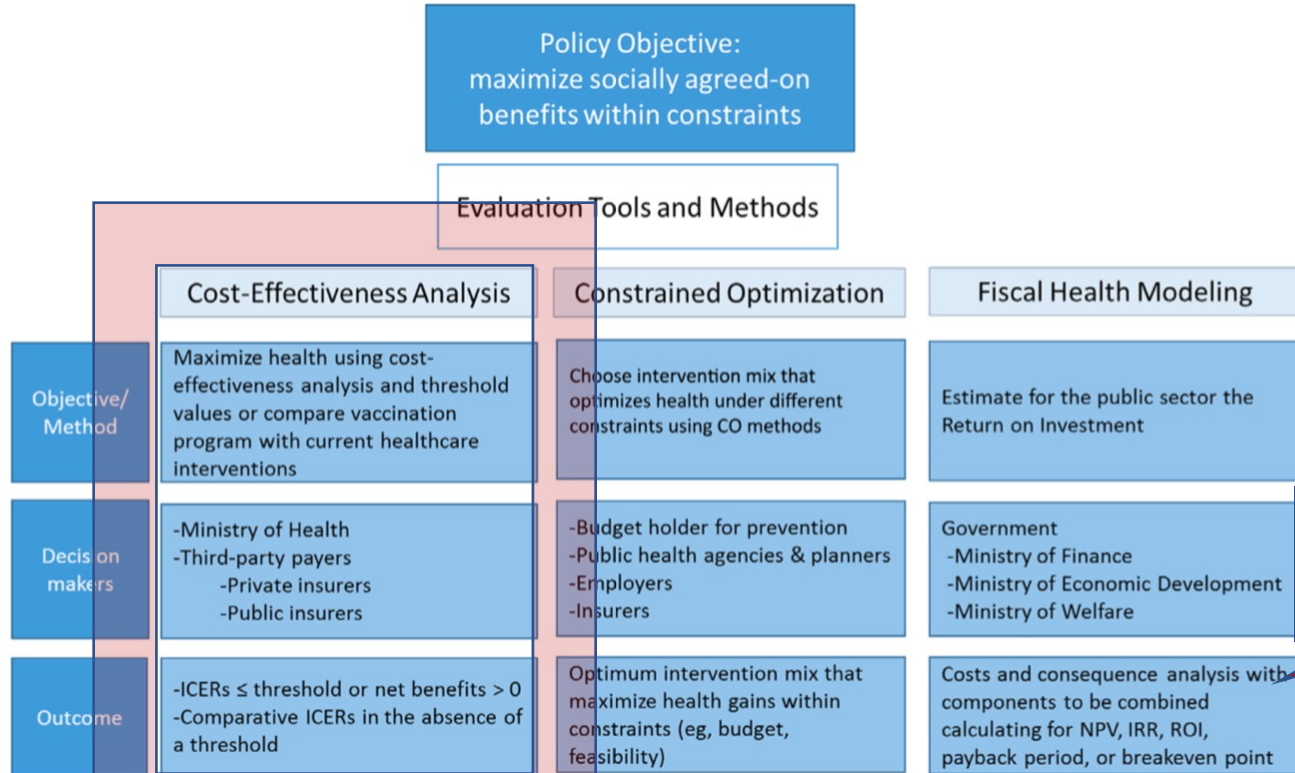 Policy Objective:
maximize socially agreed-on
benefits within constraints
Evaluation Tools and Methods
Cost-Effectiveness Analysis
Constrained Optimization
Fiscal Health Modeling
Objective/
Method
Maximize health using cost-
effectiveness analysis and threshold
values or compare vaccination
program with current healthcare
interventions
Choose intervention mix that
optimizes health under different
constraints using CO methods
Estimate for the public sector the
Return on Investment
Decision
makers
-Ministry of Health
-Third-party payers
-Private insurers
-Public insurers
-Budget holder for prevention
-Public health agencies & planners
-Employers
-Insurers
Government
-Ministry of Finance
-Ministry of Economic Development
-Ministry of Welfare
Outcome
-ICERs ≤ threshold or net benefits > 0
-Comparative ICERs in the absence of
a threshold
Optimum intervention mix that
maximize health gains within
constraints (eg, budget,
feasibility)
Costs and consequence analysis with
components to be combined
calculating for NPV, IRR, ROI,
payback period, or breakeven point